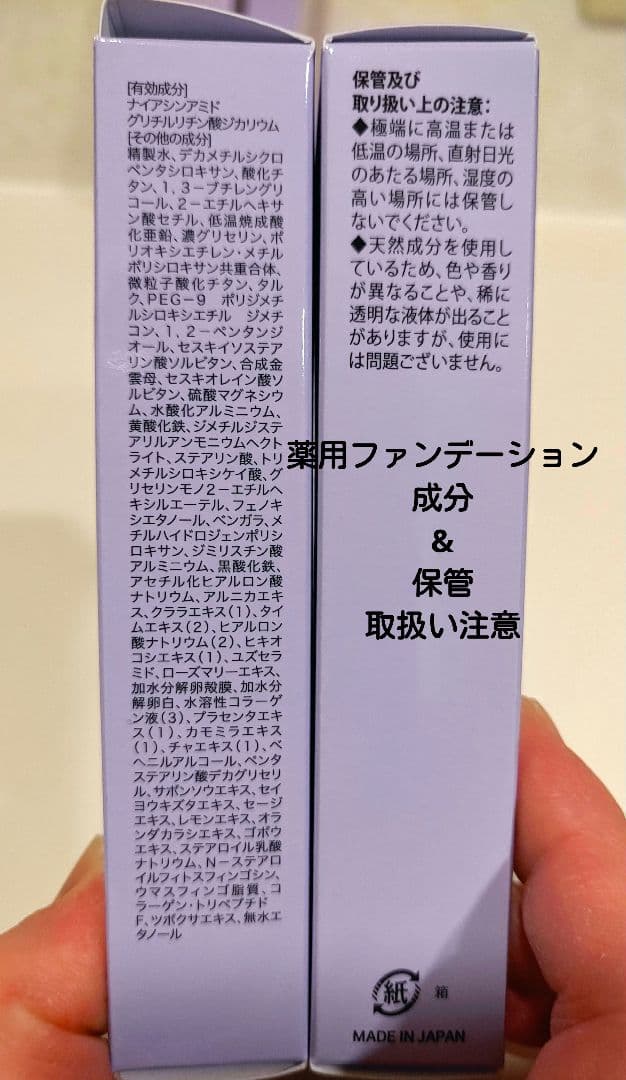 [有効成分]
ナイアシンアミド
グリチルリチン酸ジカリウム
[その他の成分]
精製水、デカメチルシクロ
ペンタシロキサン、酸化チ
タン、1,3−ブチレングリ
コール、2−エチルヘキサ
ン酸セチル、低温焼成酸
化亜鉛、濃グリセリン、ポ
リオキシエチレン・メチル
ポリシロキサン共重合体、
微粒子酸化チタン、タル
ク、PEG−9 ポリジメチ
ルシロキシエチル ジメチ
コン、1,2−ペンタンジ
オール、セスキイソステア
リン酸ソルビタン、合成金
雲母、セスキオレイン酸ソ
ルビタン、硫酸マグネシウ
ム、水酸化アルミニウム、
黄酸化鉄、ジメチルジステ
アリルアンモニウムヘクト
ライト、ステアリン酸、トリ
メチルシロキシケイ酸、グ
リセリンモノ2−エチルヘ
キシルエーテル、フェノキ
シエタノール、ベンガラ、メ
チルハイドロジェンポリシ
ロキサン、ジミリスチン酸
アルミニウム、黒酸化鉄、
アセチル化ヒアルロン酸
ナトリウム、アルニカエキ
ス、クララエキス(1)、タイ
ムエキス(2)、ヒアルロン
酸ナトリウム(2)、ヒキオ
コシエキス(1)、ユズセラ
ミド、ローズマリーエキス、
加水分解卵殻膜、加水分
解卵白、水溶性コラーゲ
ン液(3)、プラセンタエキ
ス(1)、カモミラエキス
(1)、チャエキス(1)、ベ
ヘニルアルコール、ペンタ
ステアリン酸デカグリセリ
ル、サボンソウエキス、セイ
ヨウキズタエキス、セージ
エキス、レモンエキス、オラ
ンダカラシエキス、ゴボウ
エキス、ステアロイル乳酸
ナトリウム、N−ステアロ
イルフィトスフィンゴシン、
ウマスフィンゴ脂質、コ
ラーゲン・トリペプチド
F、ツボクサエキス、無水エ
タノール
保管及び
取り扱い上の注意:
◆極端に高温または
低温の場所、直射日光
のあたる場所、湿度の
高い場所には保管し
ないでください。
◆天然成分を使用し
ているため、色や香り
が異なることや、稀に
透明な液体が出ること
がありますが、使用に
は問題ございません。
薬用ファンデーション
成分
&
保管
取扱い注意
紙 箱
MADE IN JAPAN